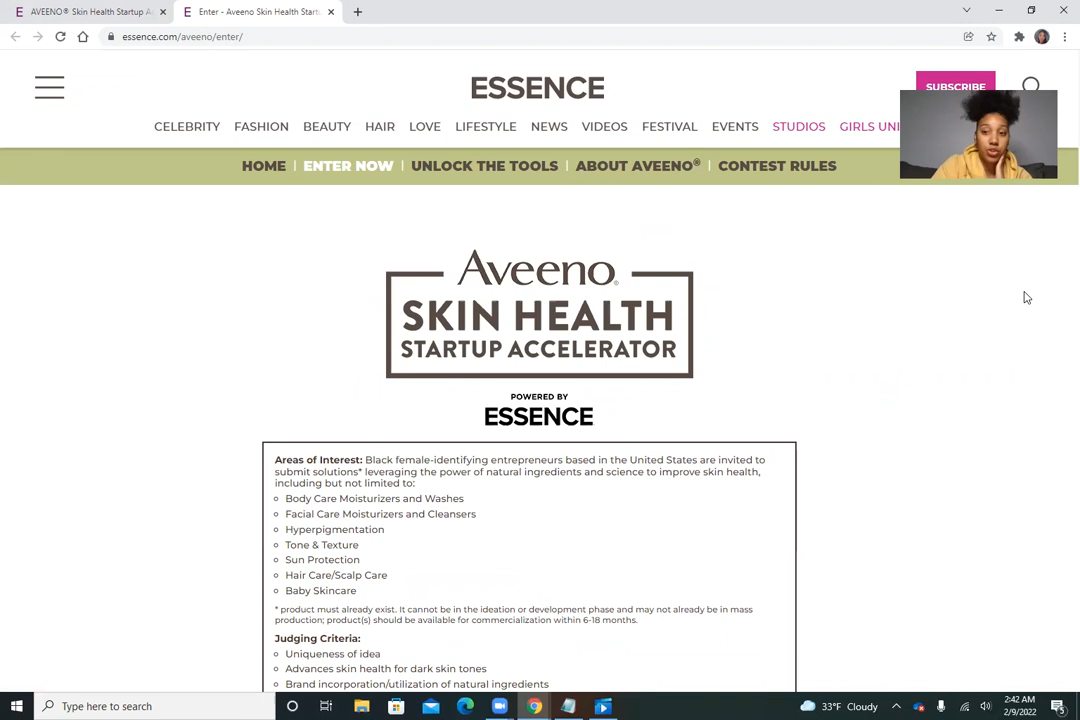 AVEENO® Skin Health Startup A
Enter - Aveeno Skin Health Startu
essence.com/aveeno/enter/
ESSENCE
SUBSCRIBE
CELEBRITY FASHION BEAUTY HAIR LOVE LIFESTYLE NEWS VIDEOS FESTIVAL EVENTS STUDIOS GIRLS UNI
HOME | ENTER NOW | UNLOCK THE TOOLS | ABOUT AVEENO® | CONTEST RULES
Aveeno®
SKIN HEALTH
STARTUP ACCELERATOR
POWERED BY
ESSENCE
Areas of Interest: Black female-identifying entrepreneurs based in the United States are invited to
submit solutions* leveraging the power of natural ingredients and science to improve skin health,
including but not limited to:
Body Care Moisturizers and Washes
Facial Care Moisturizers and Cleansers
Hyperpigmentation
Tone & Texture
Sun Protection
Hair Care/Scalp Care
Baby Skincare
* product must already exist. It cannot be in the ideation or development phase and may not already be in mass
production; product(s) should be available for commercialization within 6-18 months.
Judging Criteria:
Uniqueness of idea
Advances skin health for dark skin tones
Brand incorporation/utilization of natural ingredients
Type here to search
33°F Cloudy
2:42 AM
2/9/2022
5